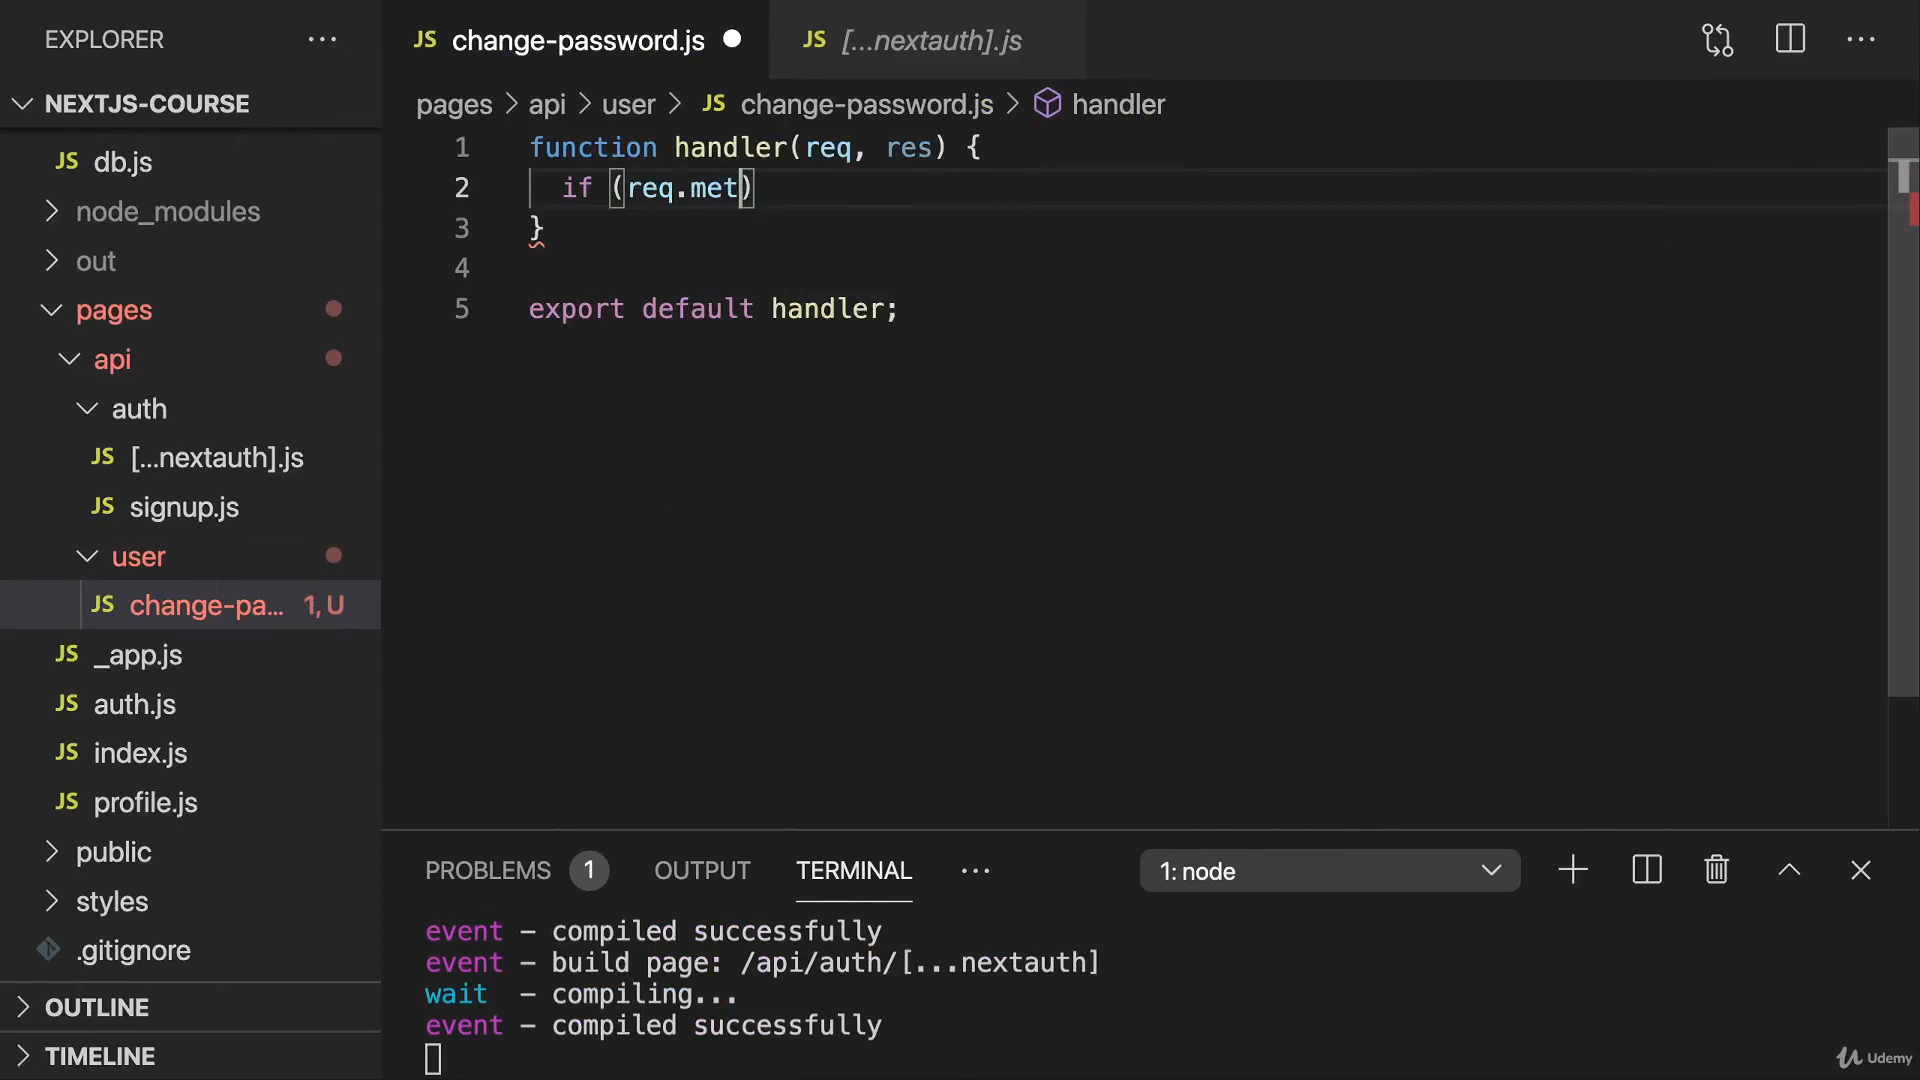 EXPLORER
NEXTJS-COURSE
JS db.js
node_modules
out
pages
api
auth
JS [...nextauth].js
JS signup.js
user
JS change-pa... 1, U
JS _app.js
JS auth.js
JS index.js
JS profile.js
public
styles
.gitignore
OUTLINE
TIMELINE
JS change-password.js
JS [...nextauth].js
pages > api > user > JS change-password.js > handler
1 function handler(req, res) {
2 if (req.met)
3 }
4
5 export default handler;
PROBLEMS 1 OUTPUT TERMINAL ... 1: node
event - compiled successfully
event - build page: /api/auth/[...nextauth]
wait - compiling...
event - compiled successfully
Udemy